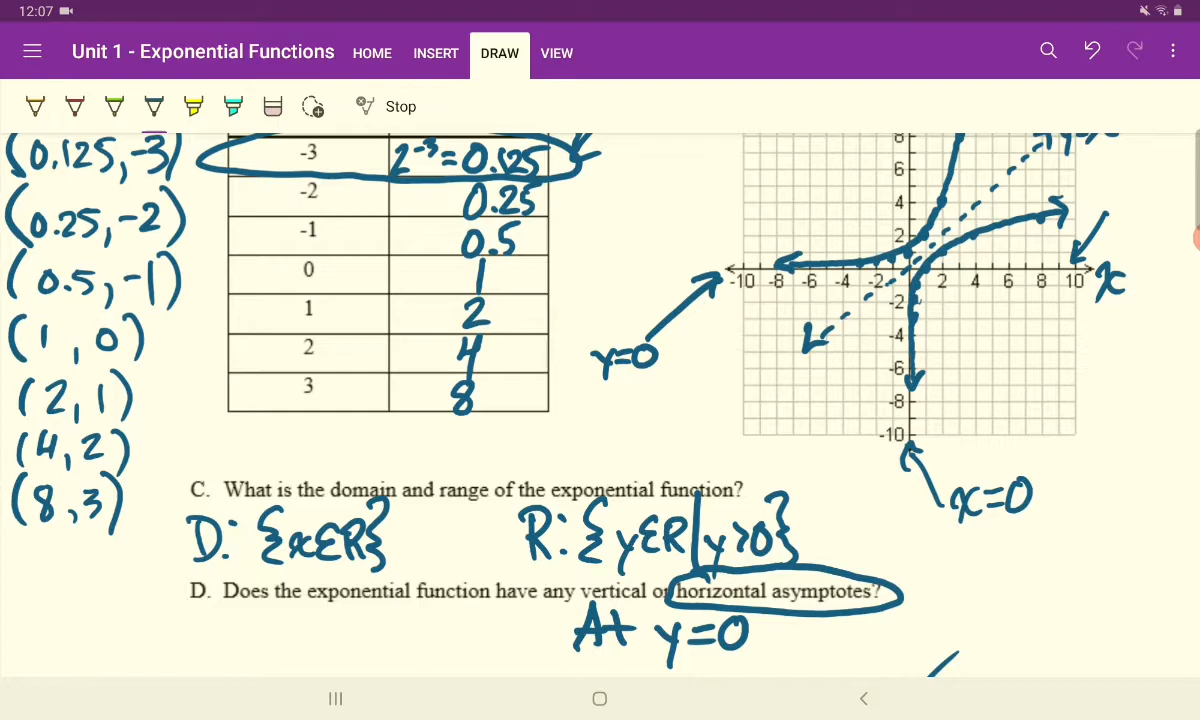 12:07
Unit 1 - Exponential Functions HOME INSERT DRAW VIEW
Stop
(0.125, -3)
(0.25, -2)
(0.5, -1)
(1, 0)
(2, 1)
(4, 2)
(8, 3)
-3 2⁻³=0.125
-2 0.25
-1 0.5
0 1
1 2
2 4
3 8
8
6
4
2
-10 -8 -6 -4 -2 2 4 6 8 10 x
-2
-4
-6
-8
-10
y=0
x=0
C. What is the domain and range of the exponential function?
D: {x∈R} R: {y∈R|y>0}
D. Does the exponential function have any vertical or horizontal asymptotes?
At y=0